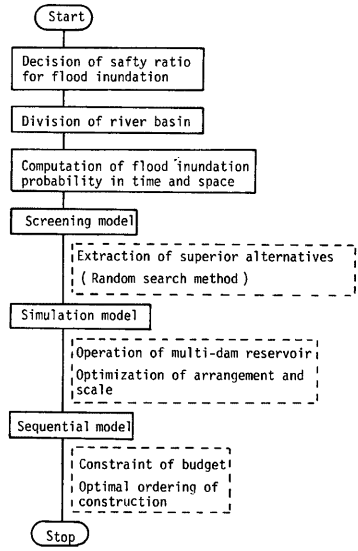 Start
Decision of safty ratio
for flood inundation
Division of river basin
Computation of flood inundation
probability in time and space
Screening model
Extraction of superior alternatives
( Random search method )
Simulation model
Operation of multi-dam reservoir
Optimization of arrangement and
scale
Sequential model
Constraint of budget
Optimal ordering of
construction
Stop